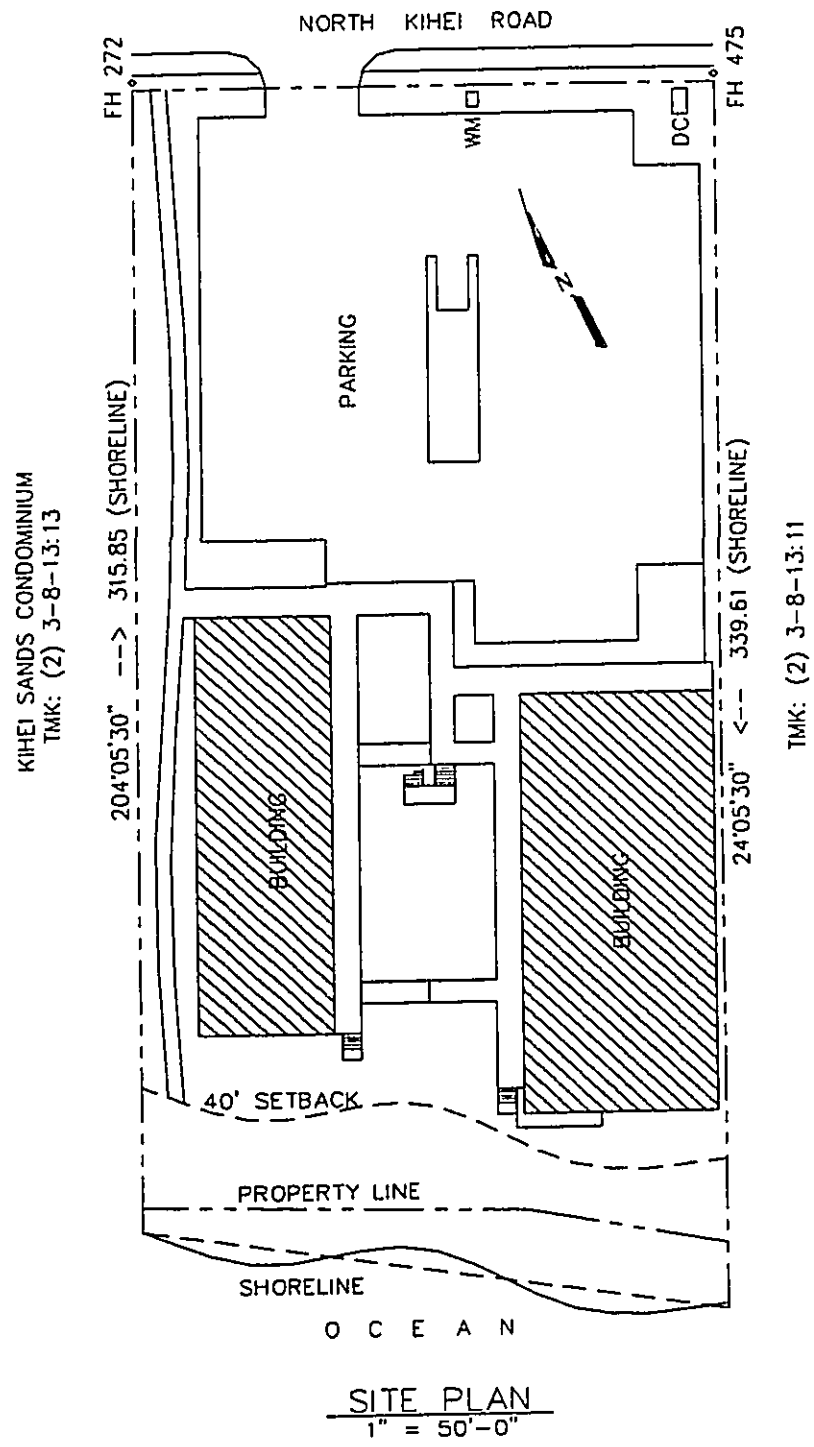 NORTH KIHEI ROAD
FH 272
FH 475
WM
DC
N
PARKING
KIHEI SANDS CONDOMINIUM
TMK: (2) 3-8-13:13
204°05'30" --> 315.85 (SHORELINE)
24°05'30" <-- 339.61 (SHORELINE)
TMK: (2) 3-8-13:11
BUILDING
BUILDING
40' SETBACK
PROPERTY LINE
SHORELINE
OCEAN
SITE PLAN
1" = 50'-0"